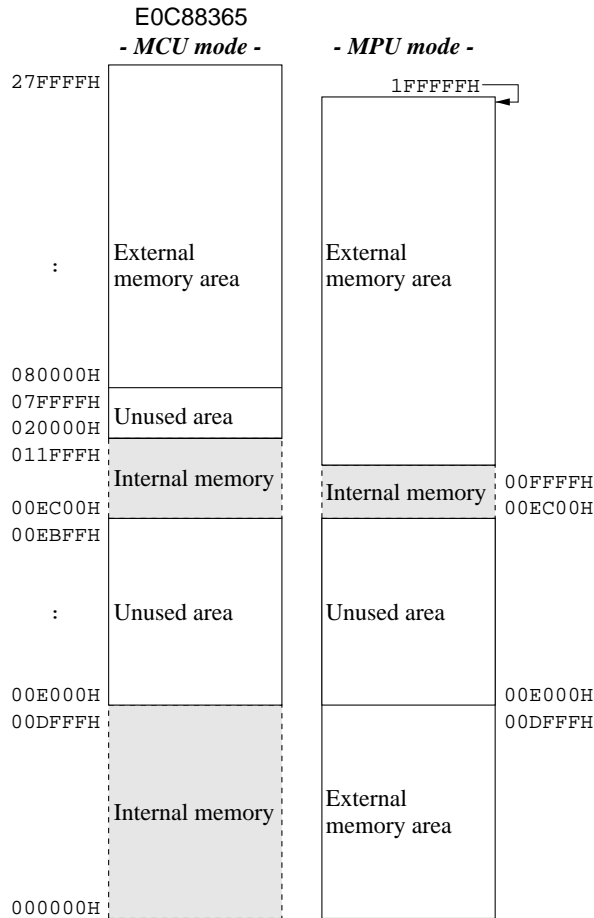 E0C88365
- MCU mode -
- MPU mode -
27FFFFH
1FFFFFH
External
memory area
External
memory area
:
080000H
07FFFFH
Unused area
020000H
011FFFH
Internal memory
Internal memory
00FFFFH
00EC00H
00EC00H
00EBFFH
:
Unused area
Unused area
00E000H
00E000H
00DFFFH
00DFFFH
Internal memory
External
memory area
000000H